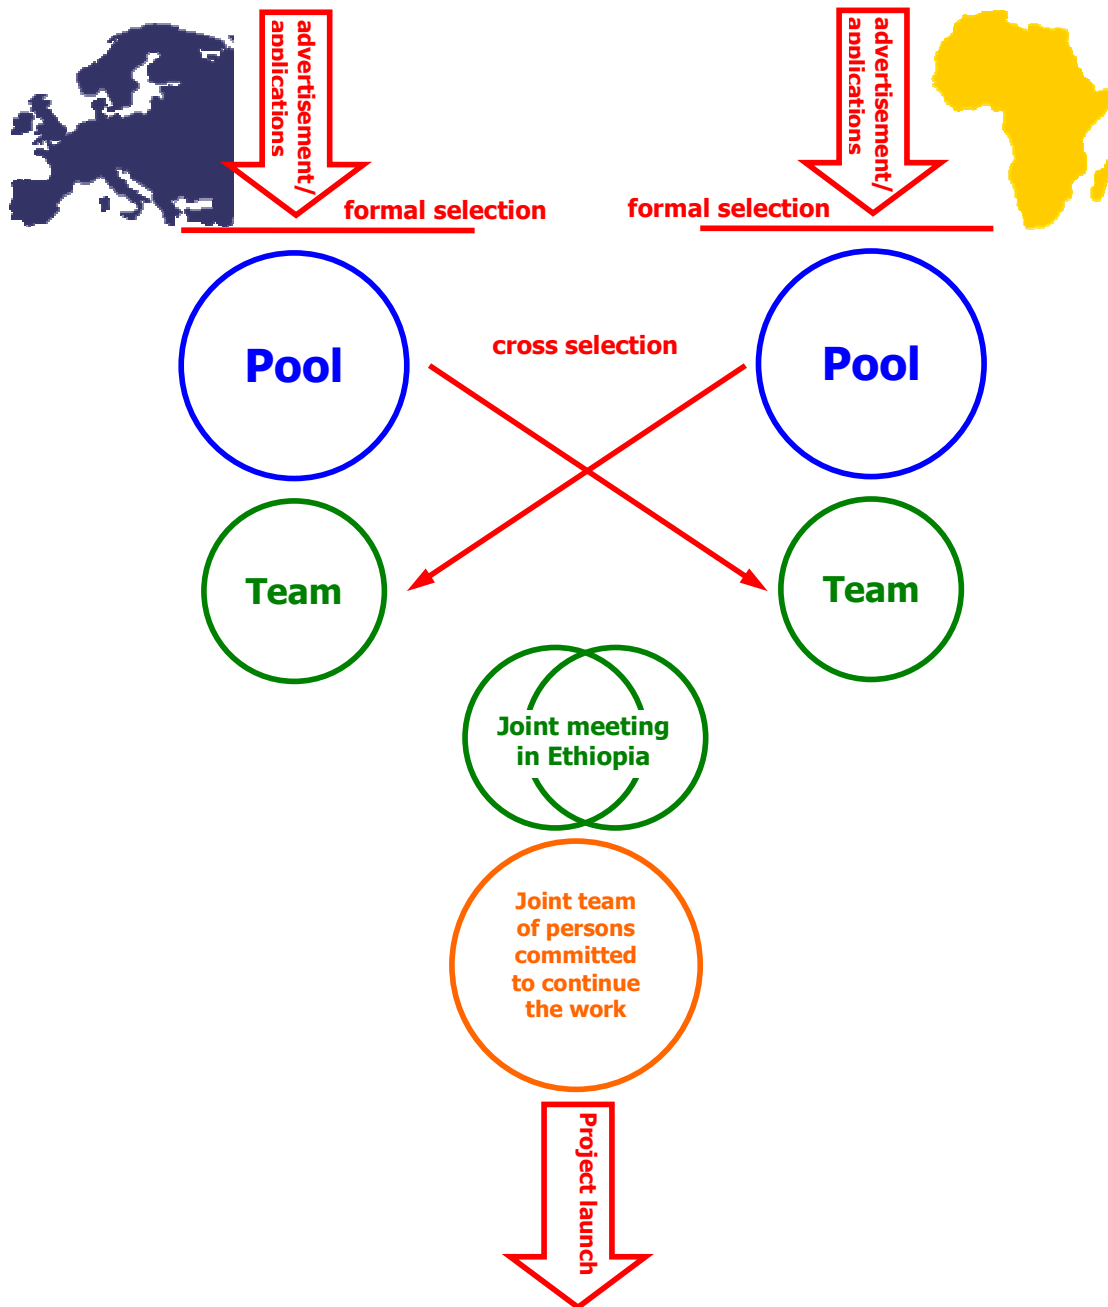 advertisement/
applications
advertisement/
applications
formal selection
formal selection
Pool
cross selection
Pool
Team
Team
Joint meeting
in Ethiopia
Joint team
of persons
committed
to continue
the work
Project launch